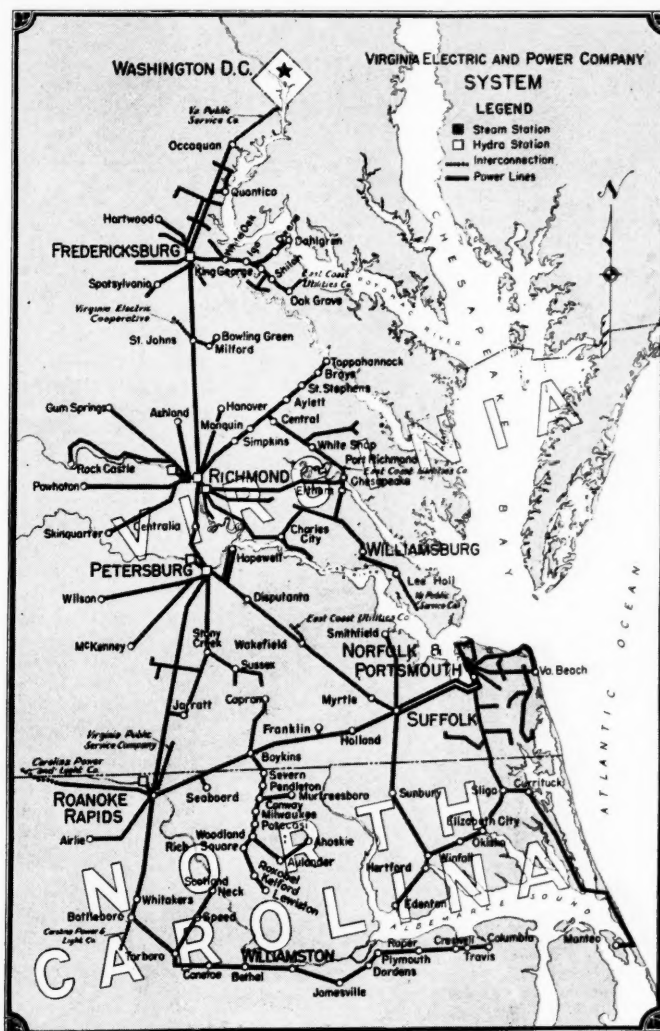 VIRGINIA ELECTRIC AND POWER COMPANY
SYSTEM
LEGEND
Steam Station
Hydro Station
Interconnection
Power Lines
WASHINGTON D.C.
Va Public
Service Co
Occoquan
Quantico
Hartwood
FREDERICKSBURG
White Oak
Dahlgren
King George
Shiloh
East Coast
Utilities Co
Oak Grove
Spotsylvania
Virginia Electric
Cooperative
St. Johns
Bowling Green
Milford
POTOMAC RIVER
CHESAPEAKE BAY
N
Tappahannock
Brays
St. Stephens
Aylett
Central
Gum Springs
Ashland
Hanover
Manquin
Simpkins
White Shop
Port Richmond
East Coast Utilities Co
Chesapeake
Rock Castle
RICHMOND
Eltham
Powhatan
VIRGINIA
Skinquarter
Centralia
Charles
City
WILLIAMSBURG
PETERSBURG
Hopewell
Lee Hall
Va Public
Service Co
Wilson
Disputanta
East Coast Utilities Co
McKenney
Stony
Creek
Wakefield
Smithfield
NORFOLK &
PORTSMOUTH
Va. Beach
Sussex
Capron
Myrtle
SUFFOLK
Jarratt
Franklin
Holland
ATLANTIC OCEAN
Virginia Public
Service Company
Boykins
Carolina Power
and Light Co.
Severn
Pendleton
Murfreesboro
Conway
Milwaukee
Potecasi
ROANOKE
RAPIDS
Seaboard
Sunbury
Sligo
Currituck
Airlie
Elizabeth City
Okisko
Woodland
Rich Square
Ahoskie
Aulander
Winfall
Hertford
Roxobel
Kelford
Lewiston
Edenton
NORTH
CAROLINA
Scotland
Neck
Whitakers
Battleboro
Speed
ALBEMARLE SOUND
Carolina Power &
Light Co.
Tarboro
Conetoe
Bethel
WILLIAMSTON
Jamesville
Dardens
Roper
Plymouth
Creswell
Travis
Columbia
Manteo